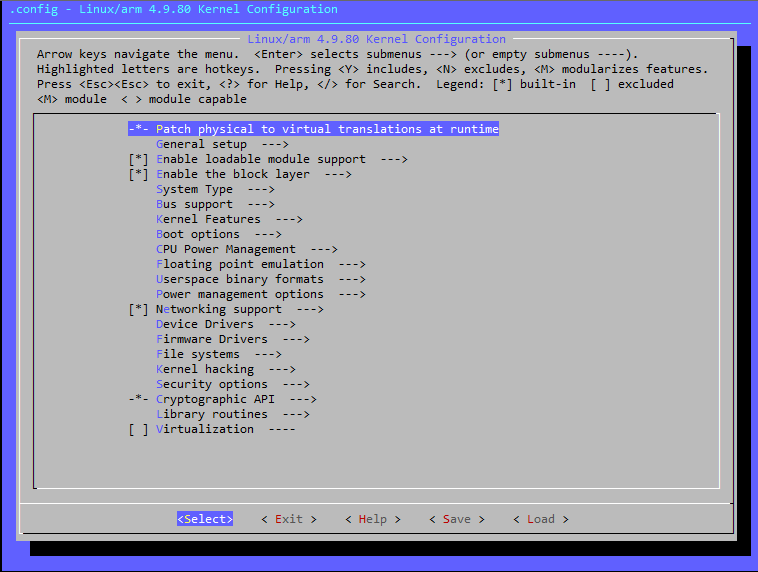 .config - Linux/arm 4.9.80 Kernel Configuration
Linux/arm 4.9.80 Kernel Configuration
Arrow keys navigate the menu.  <Enter> selects submenus ---> (or empty submenus ----).
Highlighted letters are hotkeys.  Pressing <Y> includes, <N> excludes, <M> modularizes features.
Press <Esc><Esc> to exit, <?> for Help, </> for Search.  Legend: [*] built-in  [ ] excluded
<M> module  < > module capable
-*- Patch physical to virtual translations at runtime
General setup  --->
[*] Enable loadable module support  --->
[*] Enable the block layer  --->
System Type  --->
Bus support  --->
Kernel Features  --->
Boot options  --->
CPU Power Management  --->
Floating point emulation  --->
Userspace binary formats  --->
Power management options  --->
[*] Networking support  --->
Device Drivers  --->
Firmware Drivers  --->
File systems  --->
Kernel hacking  --->
Security options  --->
-*- Cryptographic API  --->
Library routines  --->
[ ] Virtualization  ----
<Select>    < Exit >    < Help >    < Save >    < Load >